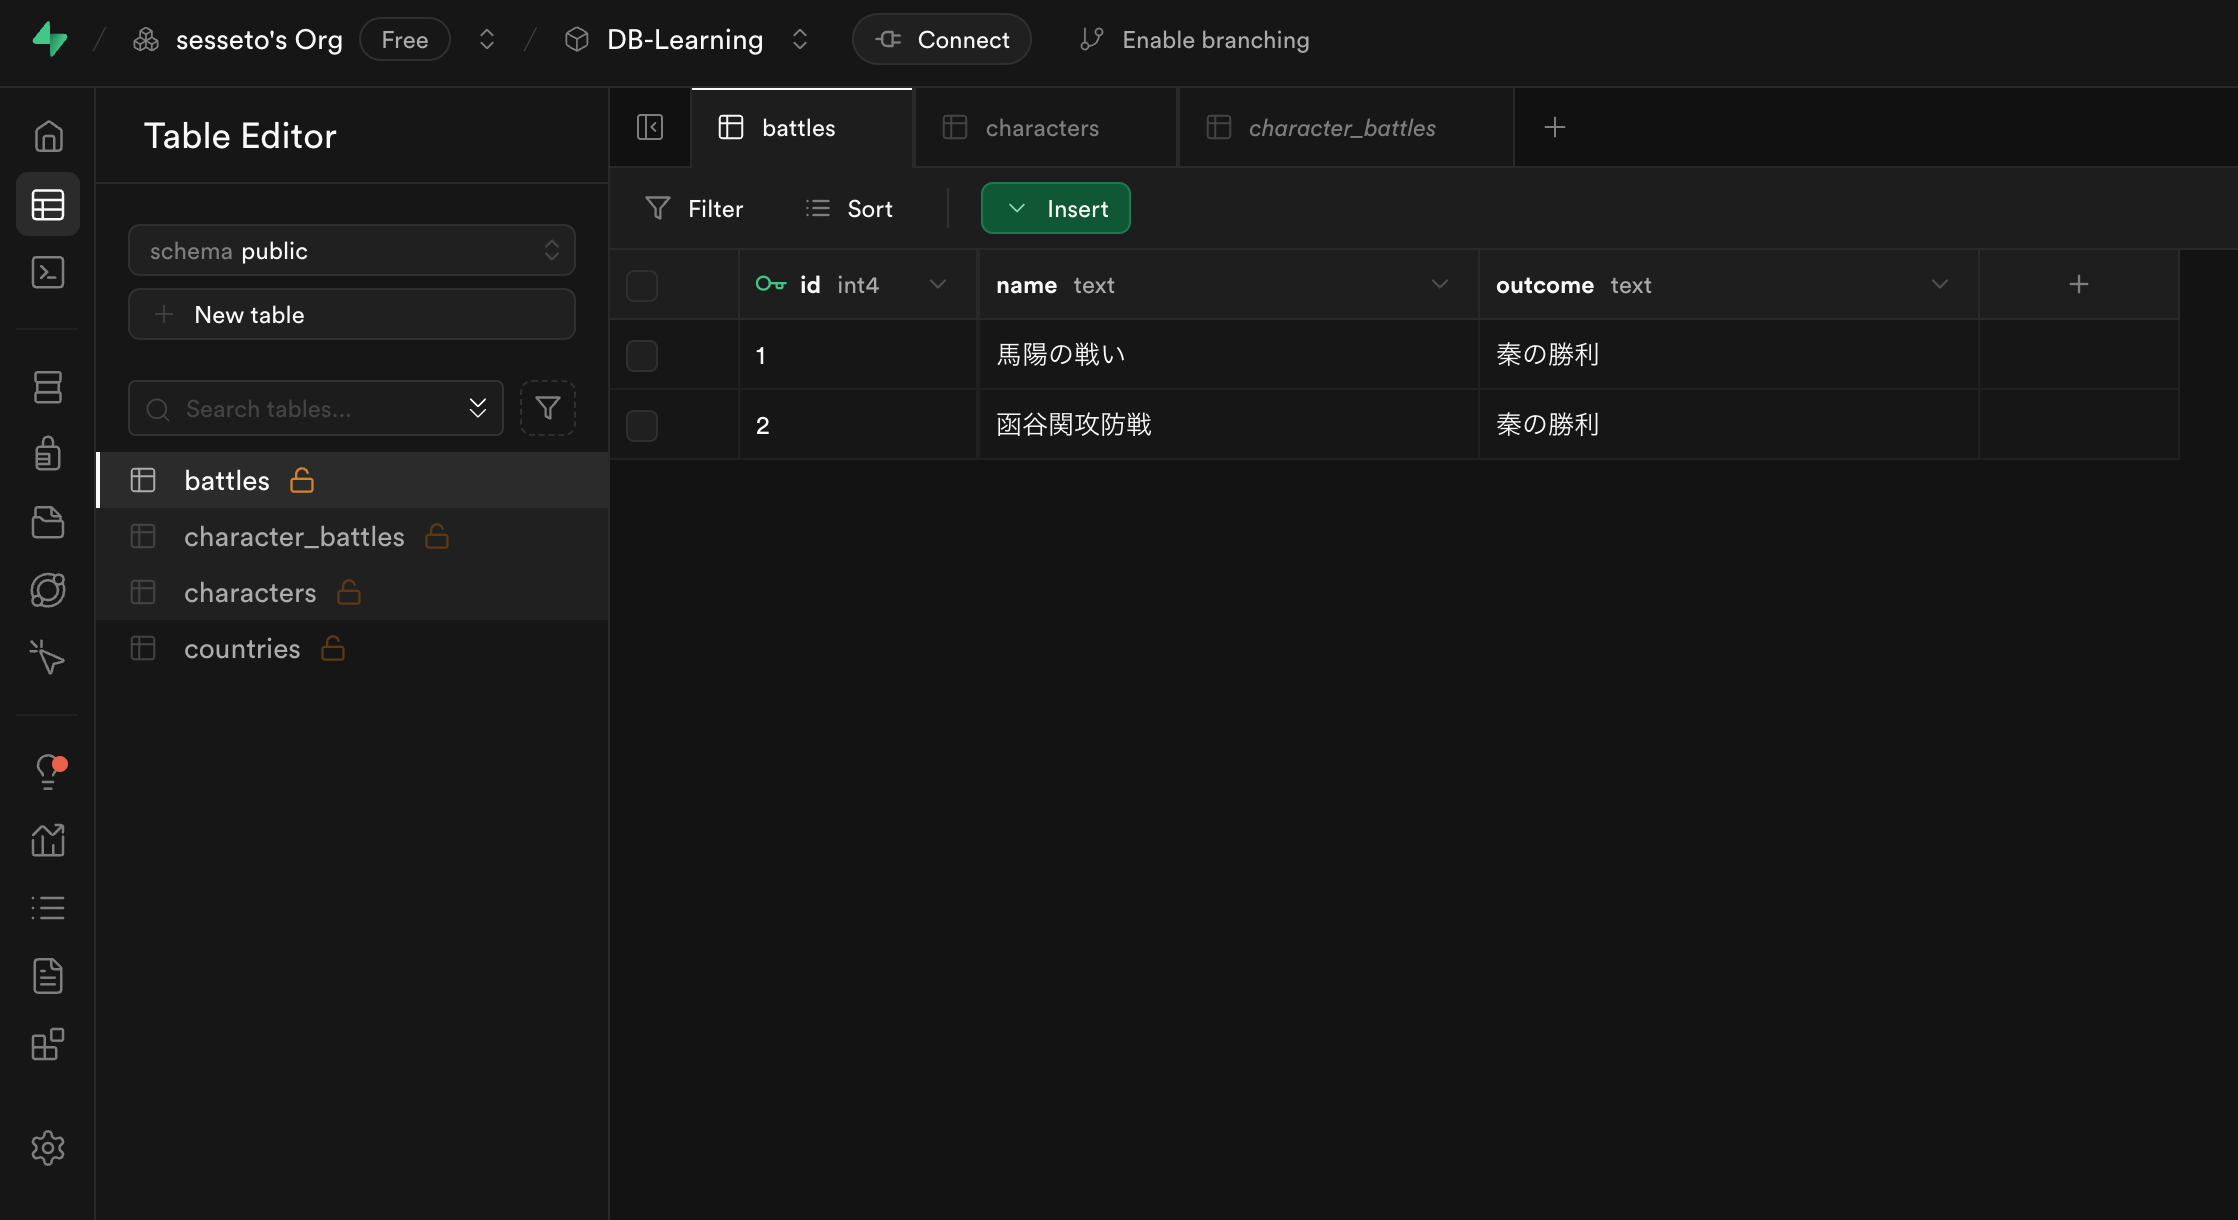 sesseto's Org Free DB-Learning Connect Enable branching
Table Editor
schema public
New table
Search tables...
battles
character_battles
characters
countries
battles characters character_battles
Filter Sort Insert
id int4 name text outcome text
1 馬陽の戦い 秦の勝利
2 函谷関攻防戦 秦の勝利